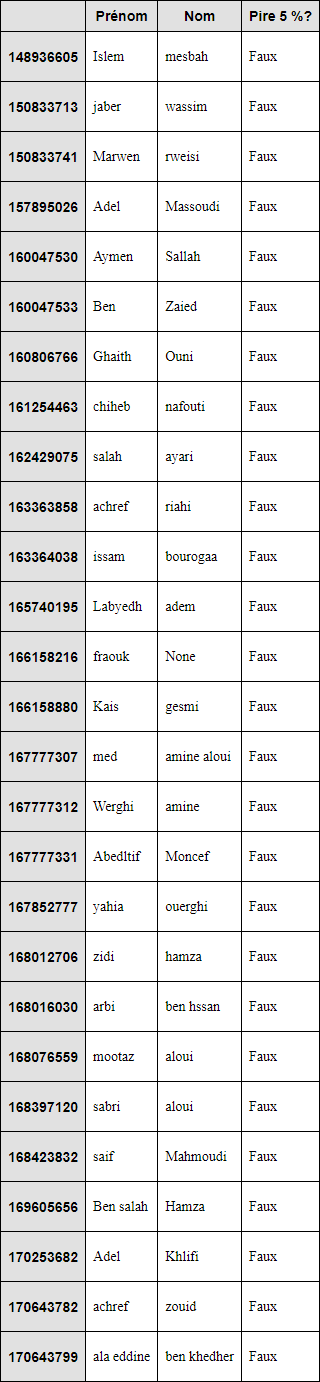 Prénom Nom Pire 5 %?
148936605 Islem mesbah Faux
150833713 jaber wassim Faux
150833741 Marwen rweisi Faux
157895026 Adel Massoudi Faux
160047530 Aymen Sallah Faux
160047533 Ben Zaied Faux
160806766 Ghaith Ouni Faux
161254463 chiheb nafouti Faux
162429075 salah ayari Faux
163363858 achref riahi Faux
163364038 issam bourogaa Faux
165740195 Labyedh adem Faux
166158216 fraouk None Faux
166158880 Kais gesmi Faux
167777307 med amine aloui Faux
167777312 Werghi amine Faux
167777331 Abedltif Moncef Faux
167852777 yahia ouerghi Faux
168012706 zidi hamza Faux
168016030 arbi ben hssan Faux
168076559 mootaz aloui Faux
168397120 sabri aloui Faux
168423832 saif Mahmoudi Faux
169605656 Ben salah Hamza Faux
170253682 Adel Khlifi Faux
170643782 achref zouid Faux
170643799 ala eddine ben khedher Faux